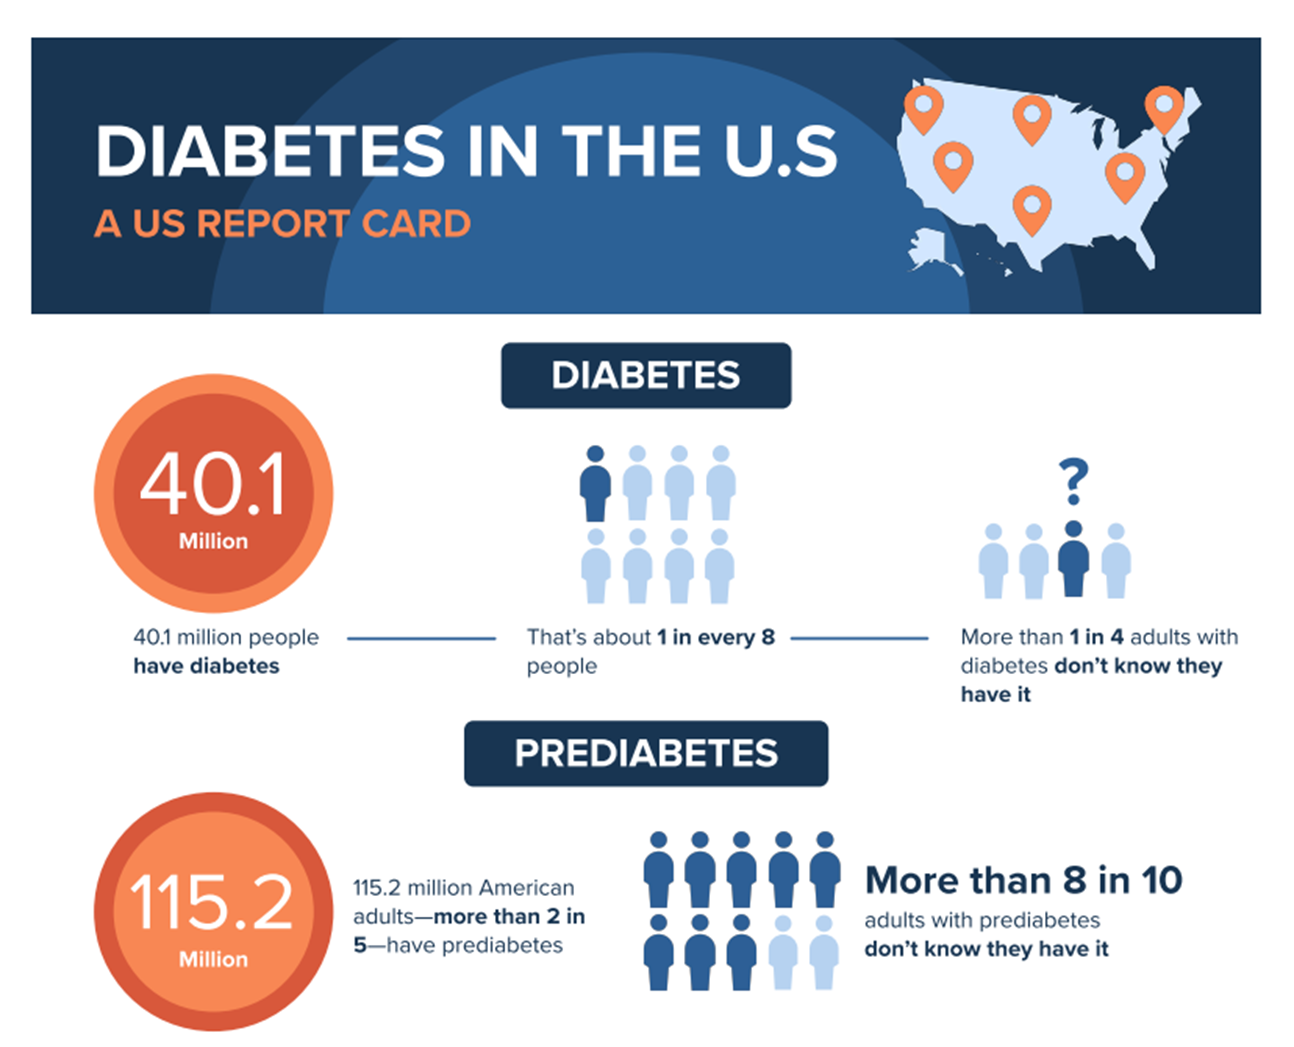 DIABETES IN THE U.S
A US REPORT CARD
DIABETES
40.1
Million
40.1 million people
have diabetes
That’s about 1 in every 8
people
?
More than 1 in 4 adults with
diabetes don’t know they
have it
PREDIABETES
115.2
Million
115.2 million American
adults—more than 2 in
5—have prediabetes
More than 8 in 10
adults with prediabetes
don’t know they have it